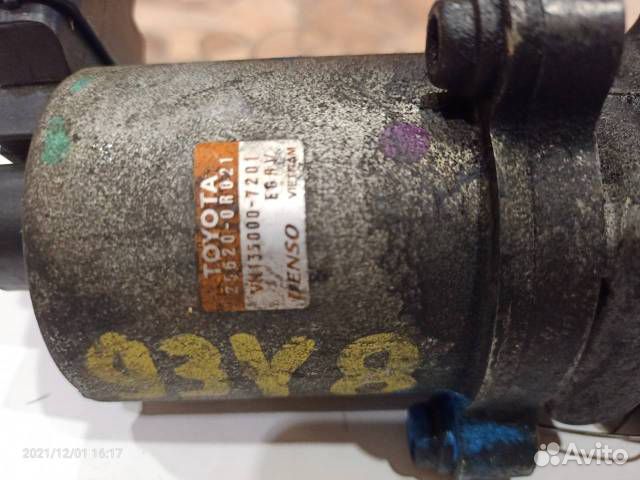 TOYOTA
25620-0R021
VN135000-7201
EGRV
DENSO
VIETNAM
93Y8
2021/12/01 16:17
Avito